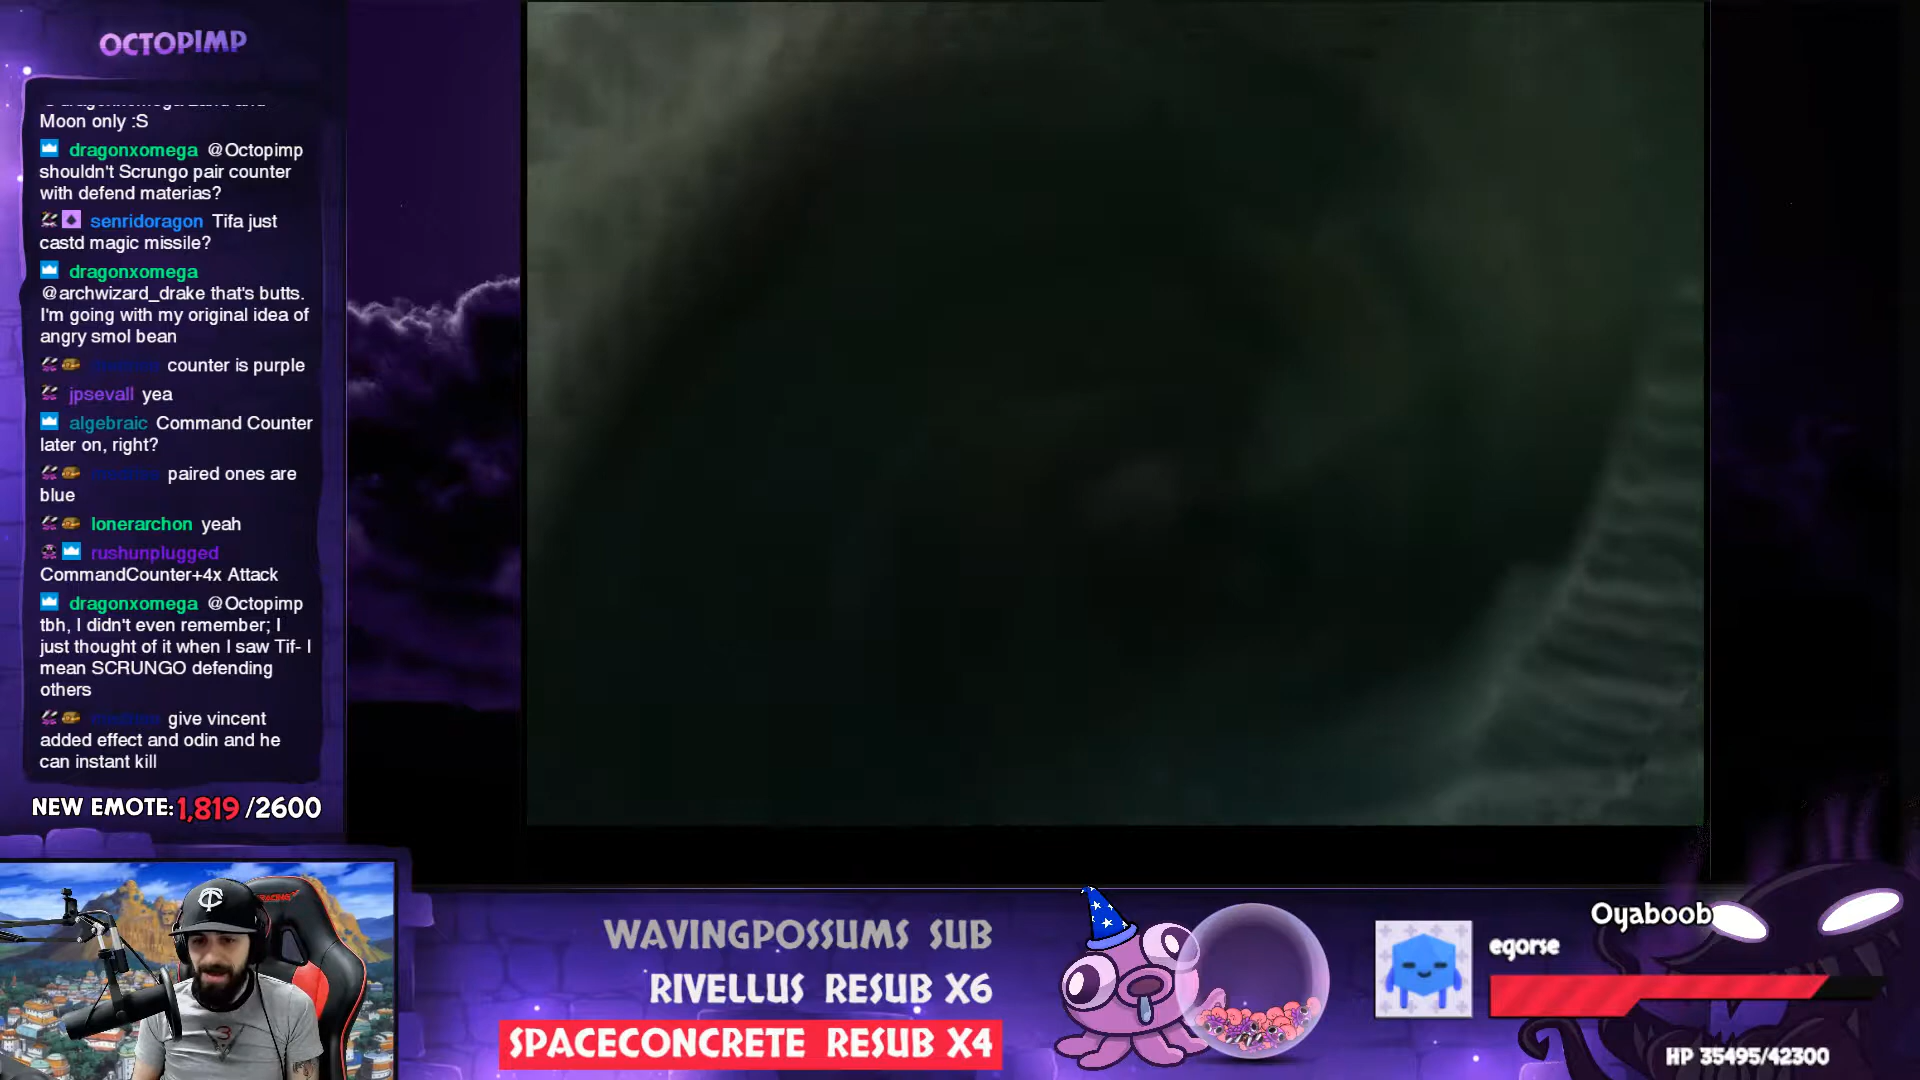 OCTOPIMP
Moon only :S
dragonxomega @Octopimp
shouldn't Scrungo pair counter
with defend materias?
senridoragon Tifa just
castd magic missile?
dragonxomega
@archwizard_drake that's butts.
I'm going with my original idea of
angry smol bean
counter is purple
jpsevall yea
algebraic Command Counter
later on, right?
paired ones are
blue
lonerarchon yeah
rushunplugged
CommandCounter+4x Attack
dragonxomega @Octopimp
tbh, I didn't even remember; I
just thought of it when I saw Tif- I
mean SCRUNGO defending
others
give vincent
added effect and odin and he
can instant kill
NEW EMOTE: 1,819 /2600
WAVINGPOSSUMS SUB
RIVELLUS RESUB X6
SPACECONCRETE RESUB X4
Oyaboob
egorse
HP 35495/42300